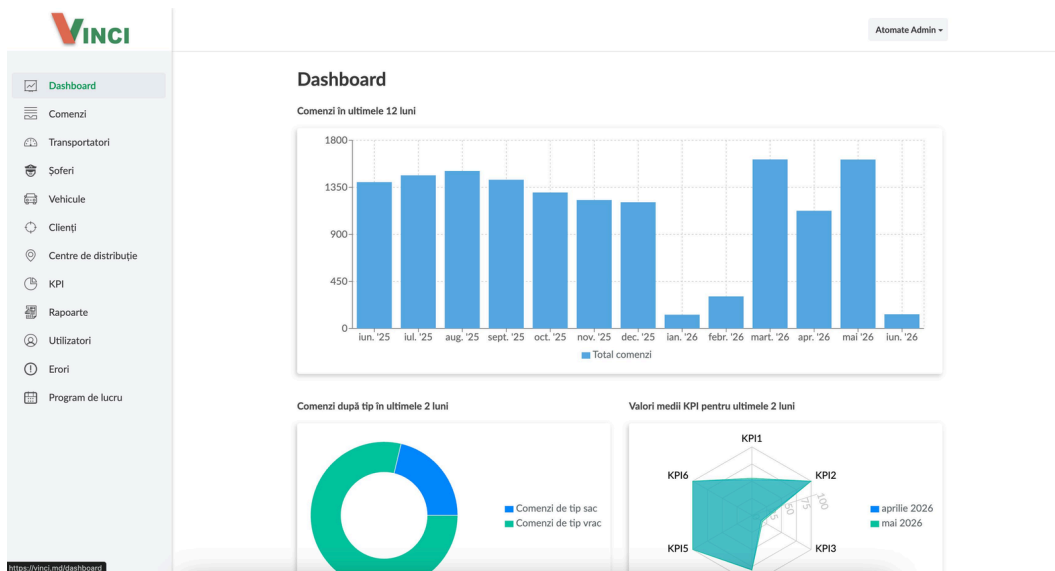 VINCI
Atomate Admin
Dashboard
Comenzi
Transportatori
Șoferi
Vehicule
Clienți
Centre de distribuție
KPI
Rapoarte
Utilizatori
Erori
Program de lucru
Dashboard
Comenzi în ultimele 12 luni
1800
1350
900
450
0
iun. '25 iul. '25 aug. '25 sept. '25 oct. '25 nov. '25 dec. '25 ian. '26 febr. '26 mart. '26 apr. '26 mai '26 iun. '26
Total comenzi
Comenzi după tip în ultimele 2 luni
Comenzi de tip sac
Comenzi de tip vrac
Valori medii KPI pentru ultimele 2 luni
KPI1
KPI6 KPI2
50 75 100
KPI5 KPI3
aprilie 2026
mai 2026
https://vinci.md/dashboard